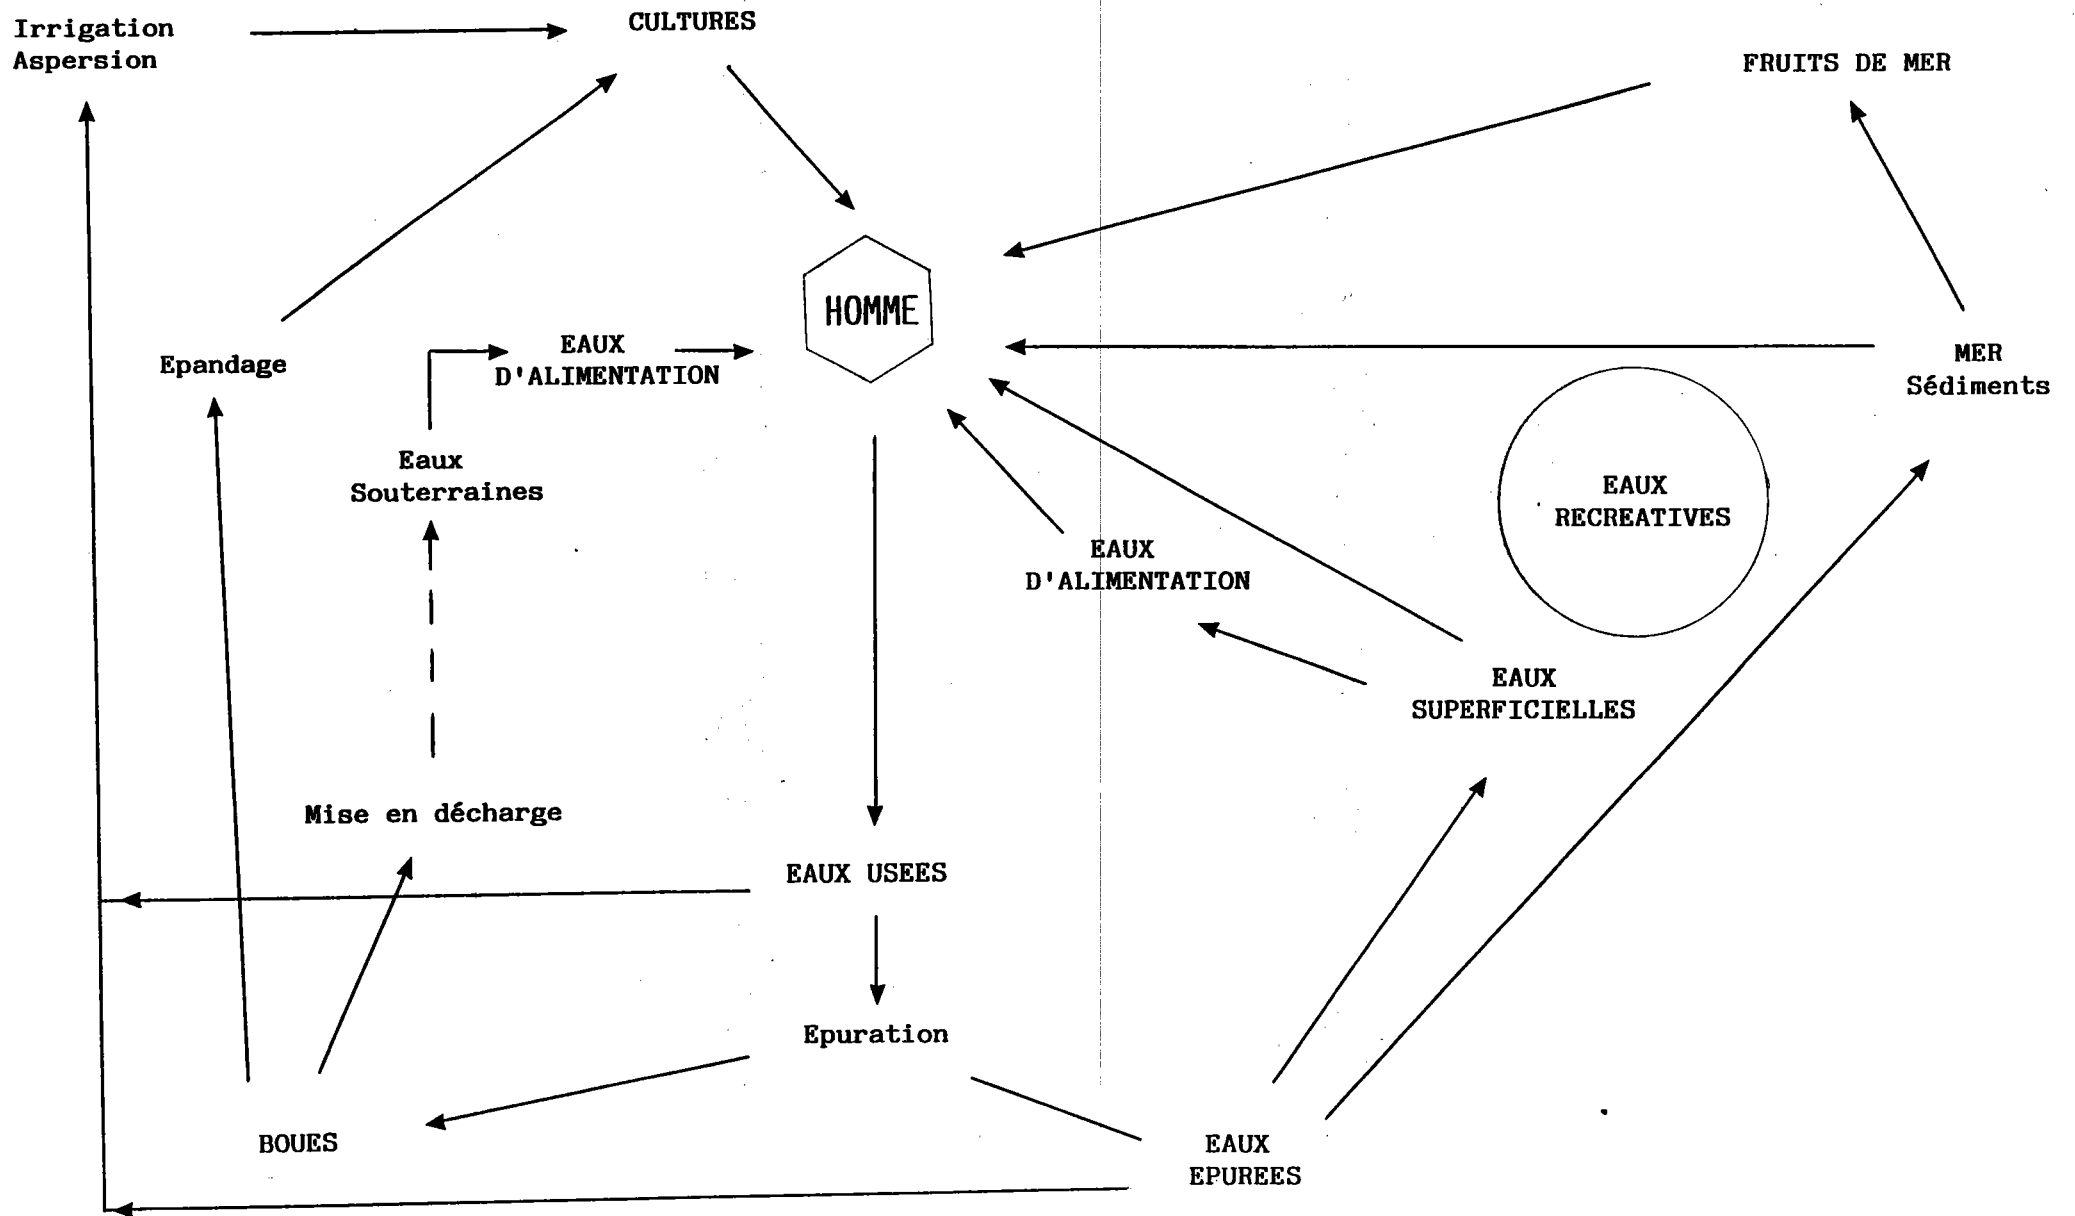 Irrigation
Aspersion
CULTURES
FRUITS DE MER
HOMME
Epandage
EAUX
D'ALIMENTATION
MER
Sédiments
Eaux
Souterraines
EAUX
RECREATIVES
EAUX
D'ALIMENTATION
EAUX
SUPERFICIELLES
Mise en décharge
EAUX USEES
Epuration
BOUES
EAUX
EPUREES